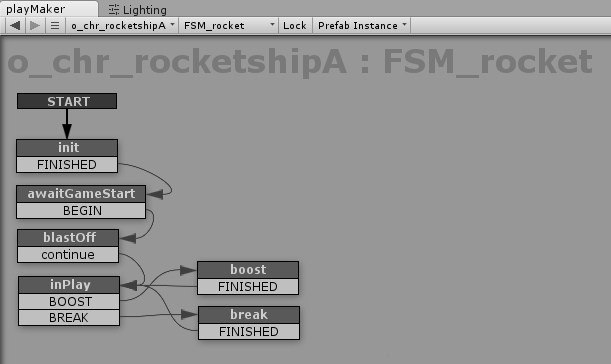 playMaker Lighting
o_chr_rocketshipA FSM_rocket Lock Prefab Instance
o_chr_rocketshipA : FSM_rocket
START
init
FINISHED
awaitGameStart
BEGIN
blastOff
continue
inPlay
BOOST
BREAK
boost
FINISHED
break
FINISHED